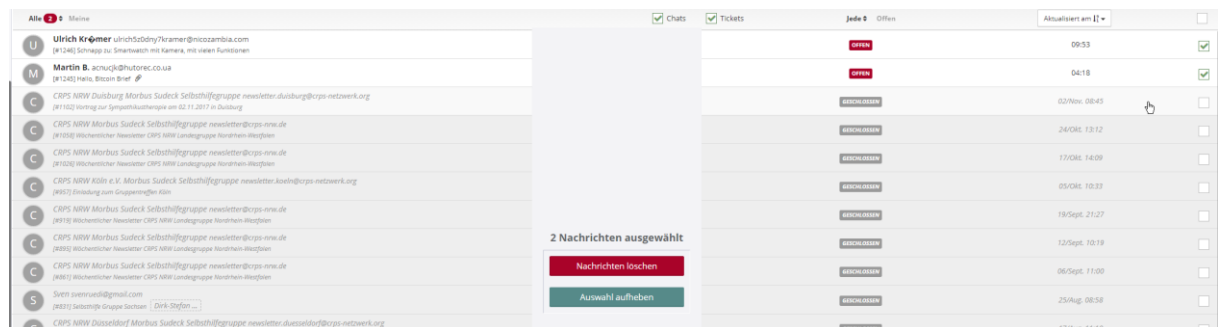 Alle 2 Meine Chats Tickets Jede Offen Aktualisiert am
U Ulrich Kr�mer ulrich5z0dny7kramer@nicozambia.com OFFEN 09:53
[#1246] Schnapp zu: Smartwatch mit Kamera, mit vielen Funktionen
M Martin B. acnucjk@hutorec.co.ua OFFEN 04:18
[#1245] Hallo, Bitcoin Brief
C CRPS NRW Duisburg Morbus Sudeck Selbsthilfegruppe newsletter.duisburg@crps-netzwerk.org GESCHLOSSEN 02/Nov. 08:45
[#1102] Vortrag zur Sympathikustherapie am 02.11.2017 in Duisburg
C CRPS NRW Morbus Sudeck Selbsthilfegruppe newsletter@crps-nrw.de GESCHLOSSEN 24/Okt. 13:12
[#1058] Wöchentlicher Newsletter CRPS NRW Landesgruppe Nordrhein-Westfalen
C CRPS NRW Morbus Sudeck Selbsthilfegruppe newsletter@crps-nrw.de GESCHLOSSEN 17/Okt. 14:09
[#1026] Wöchentlicher Newsletter CRPS NRW Landesgruppe Nordrhein-Westfalen
C CRPS NRW Köln e.V. Morbus Sudeck Selbsthilfegruppe newsletter.koeln@crps-netzwerk.org GESCHLOSSEN 05/Okt. 10:33
[#957] Einladung zum Gruppentreffen Köln
C CRPS NRW Morbus Sudeck Selbsthilfegruppe newsletter@crps-nrw.de GESCHLOSSEN 19/Sept. 21:27
[#919] Wöchentlicher Newsletter CRPS NRW Landesgruppe Nordrhein-Westfalen
C CRPS NRW Morbus Sudeck Selbsthilfegruppe newsletter@crps-nrw.de GESCHLOSSEN 12/Sept. 10:18
[#895] Wöchentlicher Newsletter CRPS NRW Landesgruppe Nordrhein-Westfalen
2 Nachrichten ausgewählt
C CRPS NRW Morbus Sudeck Selbsthilfegruppe newsletter@crps-nrw.de GESCHLOSSEN 06/Sept. 11:00
[#861] Wöchentlicher Newsletter CRPS NRW Landesgruppe Nordrhein-Westfalen
Nachrichten löschen
S Sven svenruedi@gmail.com GESCHLOSSEN 25/Aug. 08:58
[#831] Selbsthilfe Gruppe Sachsen Dirk-Stefan ...
Auswahl aufheben
CRPS NRW Düsseldorf Morbus Sudeck Selbsthilfegruppe newsletter.duesseldorf@crps-netzwerk.org